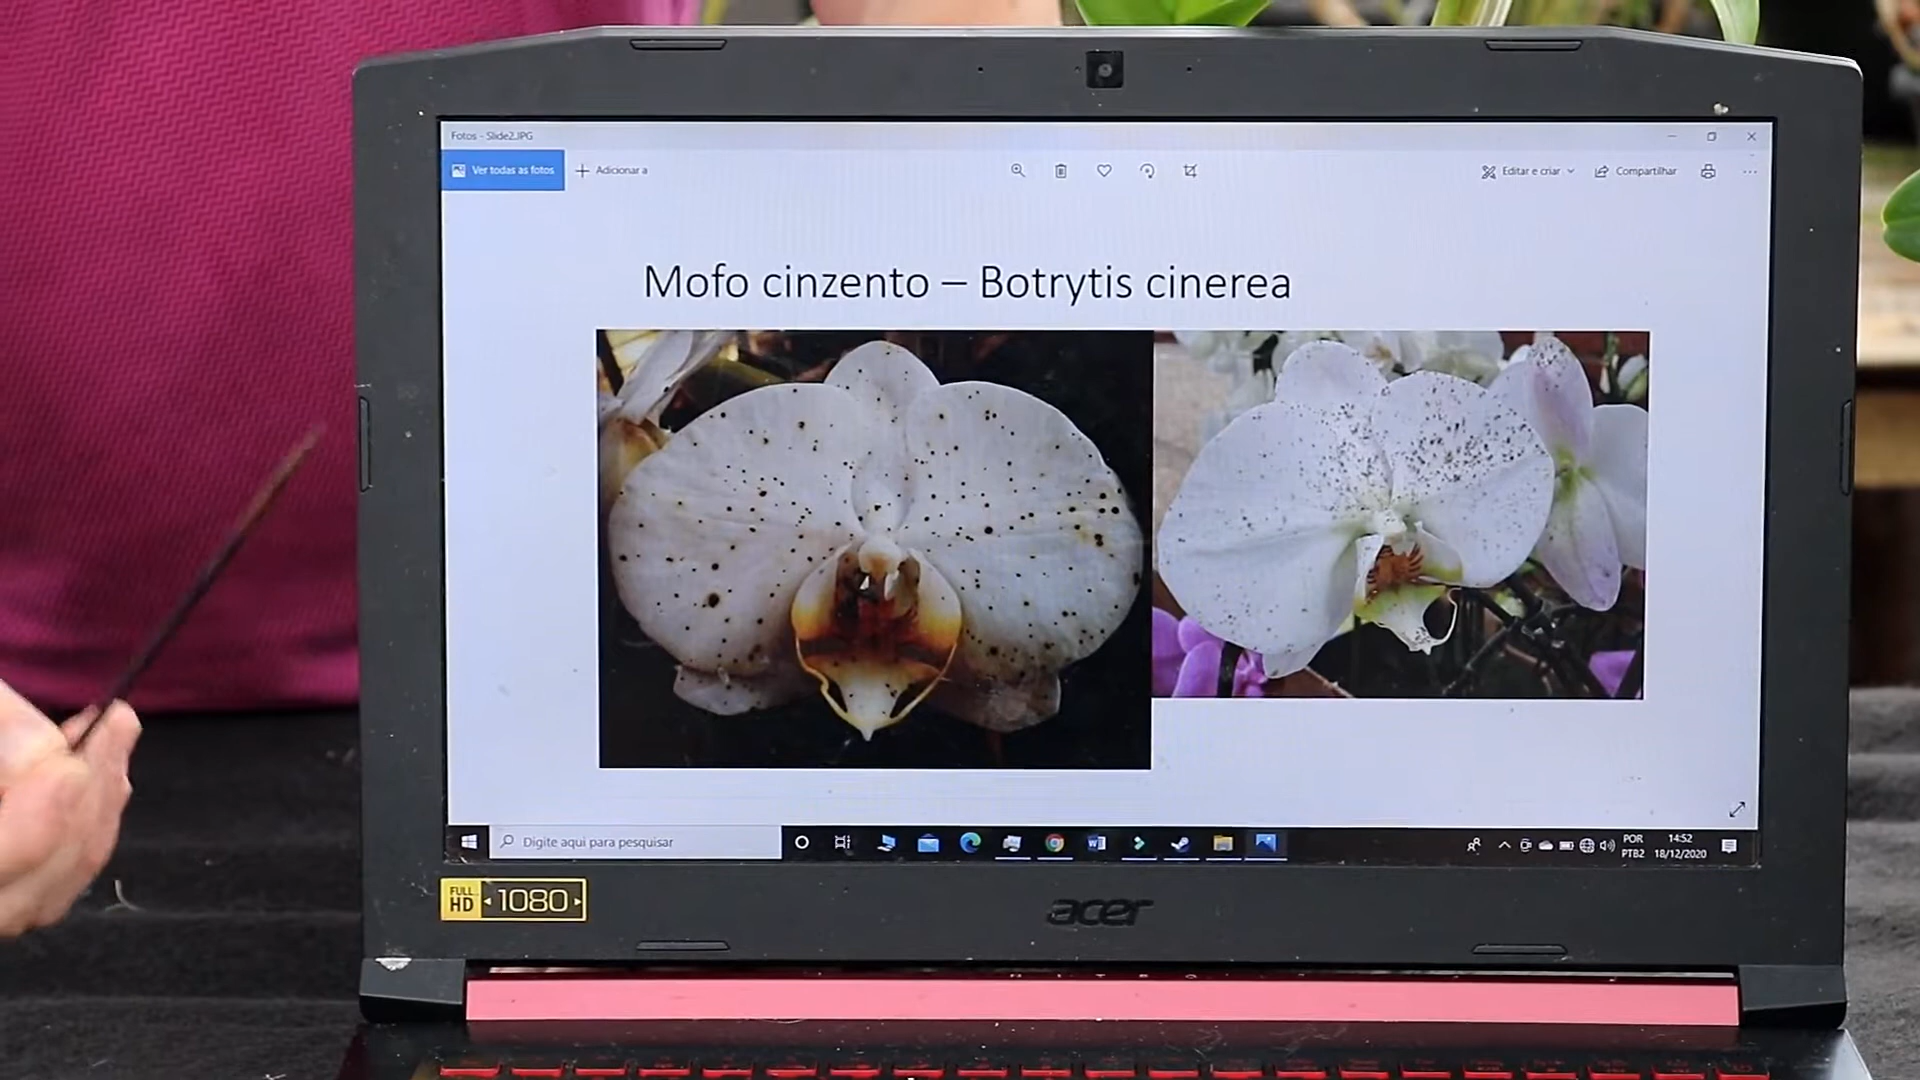 Fotos - Slide2.JPG
Ver todas as fotos
Adicionar a
Editar e criar
Compartilhar
Mofo cinzento – Botrytis cinerea
Digite aqui para pesquisar
POR
PTB2
14:52
18/12/2020
FULL HD
1080
acer